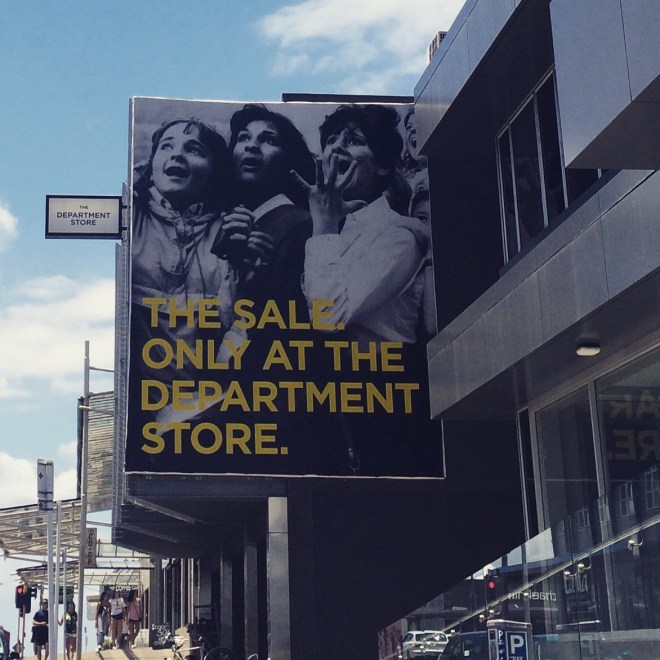 THE
DEPARTMENT
STORE
THE SALE.
ONLY AT THE
DEPARTMENT
STORE.
P